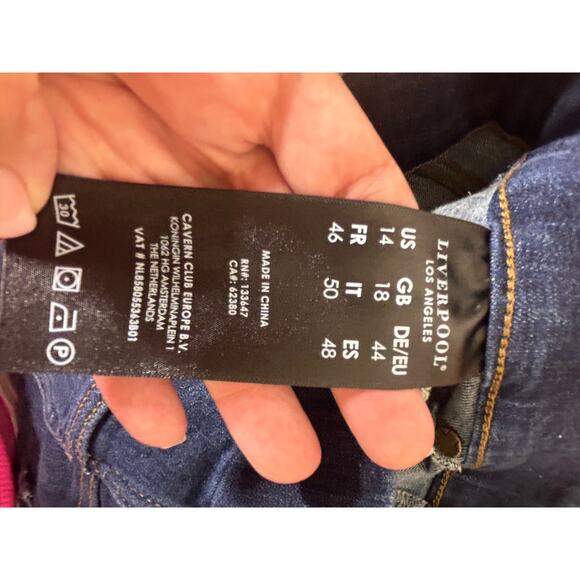 LIVERPOOL®
LOS ANGELES
US GB DE/EU
14 18 44
FR IT ES
46 50 48
MADE IN CHINA
RN#: 133647
CA#: 62380
CAVERN CLUB EUROPE B.V.
KONINGIN WILHELMINAPLEIN 1
1062 HG AMSTERDAM
THE NETHERLANDS
VAT # NL858055363B01
30
P